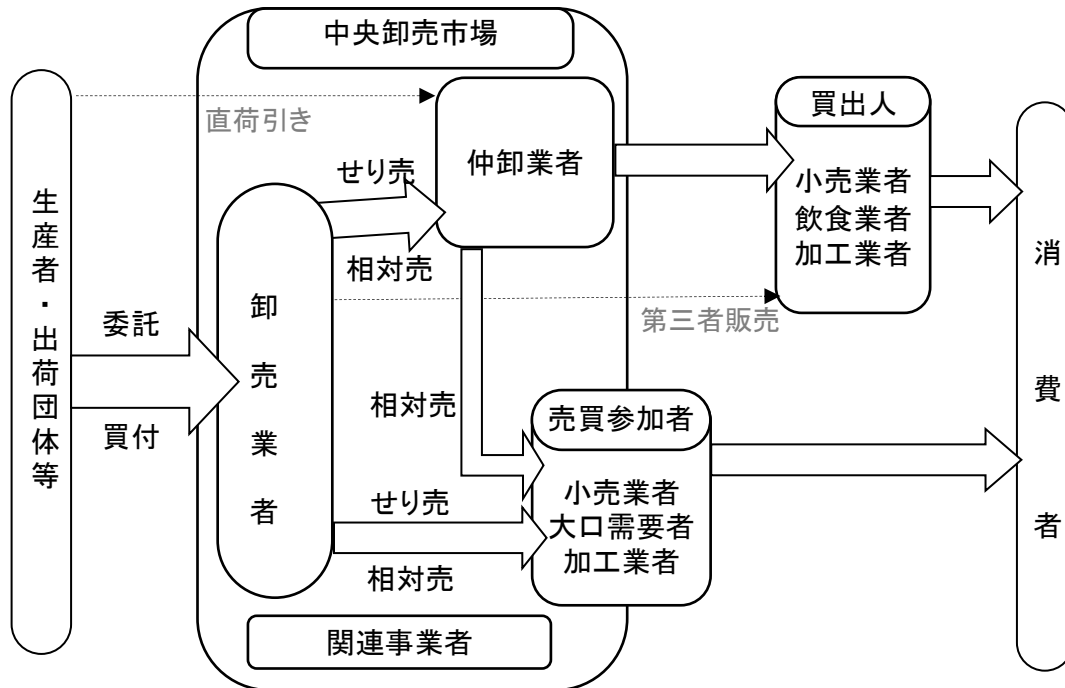 中央卸売市場
直荷引き
買出人
仲卸業者
せり売
小売業者
飲食業者
加工業者
生産者・出荷団体等
相対売
卸売業者
第三者販売
委託
買付
相対売
売買参加者
せり売
小売業者
大口需要者
加工業者
相対売
関連事業者
消費者